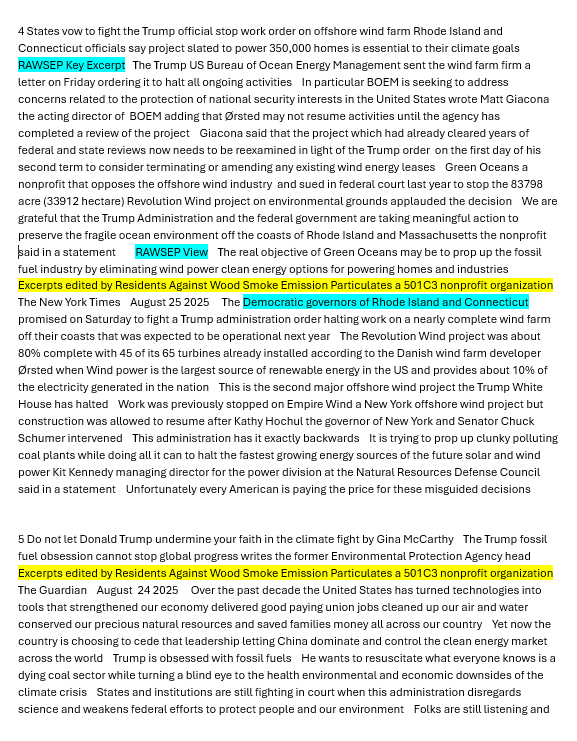 4 States vow to fight the Trump official stop work order on offshore wind farm Rhode Island and
Connecticut officials say project slated to power 350,000 homes is essential to their climate goals
RAWSEP Key Excerpt   The Trump US Bureau of Ocean Energy Management sent the wind farm firm a
letter on Friday ordering it to halt all ongoing activities    In particular BOEM is seeking to address
concerns related to the protection of national security interests in the United States wrote Matt Giacona
the acting director of  BOEM adding that Ørsted may not resume activities until the agency has
completed a review of the project    Giacona said that the project which had already cleared years of
federal and state reviews now needs to be reexamined in light of the Trump order  on the first day of his
second term to consider terminating or amending any existing wind energy leases    Green Oceans a
nonprofit that opposes the offshore wind industry  and sued in federal court last year to stop the 83798
acre (33912 hectare) Revolution Wind project on environmental grounds applauded the decision    We are
grateful that the Trump Administration and the federal government are taking meaningful action to
preserve the fragile ocean environment off the coasts of Rhode Island and Massachusetts the nonprofit
said in a statement      RAWSEP View   The real objective of Green Oceans may be to prop up the fossil
fuel industry by eliminating wind power clean energy options for powering homes and industries
Excerpts edited by Residents Against Wood Smoke Emission Particulates a 501C3 nonprofit organization
The New York Times    August 25 2025    The Democratic governors of Rhode Island and Connecticut
promised on Saturday to fight a Trump administration order halting work on a nearly complete wind farm
off their coasts that was expected to be operational next year    The Revolution Wind project was about
80% complete with 45 of its 65 turbines already installed according to the Danish wind farm developer
Ørsted when Wind power is the largest source of renewable energy in the US and provides about 10% of
the electricity generated in the nation    This is the second major offshore wind project the Trump White
House has halted    Work was previously stopped on Empire Wind a New York offshore wind project but
construction was allowed to resume after Kathy Hochul the governor of New York and Senator Chuck
Schumer intervened    This administration has it exactly backwards    It is trying to prop up clunky polluting
coal plants while doing all it can to halt the fastest growing energy sources of the future solar and wind
power Kit Kennedy managing director for the power division at the Natural Resources Defense Council
said in a statement    Unfortunately every American is paying the price for these misguided decisions
5 Do not let Donald Trump undermine your faith in the climate fight by Gina McCarthy    The Trump fossil
fuel obsession cannot stop global progress writes the former Environmental Protection Agency head
Excerpts edited by Residents Against Wood Smoke Emission Particulates a 501C3 nonprofit organization
The Guardian    August  24 2025     Over the past decade the United States has turned technologies into
tools that strengthened our economy delivered good paying union jobs cleaned up our air and water
conserved our precious natural resources and saved families money all across our country    Yet now the
country is choosing to cede that leadership letting China dominate and control the clean energy market
across the world    Trump is obsessed with fossil fuels    He wants to resuscitate what everyone knows is a
dying coal sector while turning a blind eye to the health environmental and economic downsides of the
climate crisis    States and institutions are still fighting in court when this administration disregards
science and weakens federal efforts to protect people and our environment    Folks are still listening and